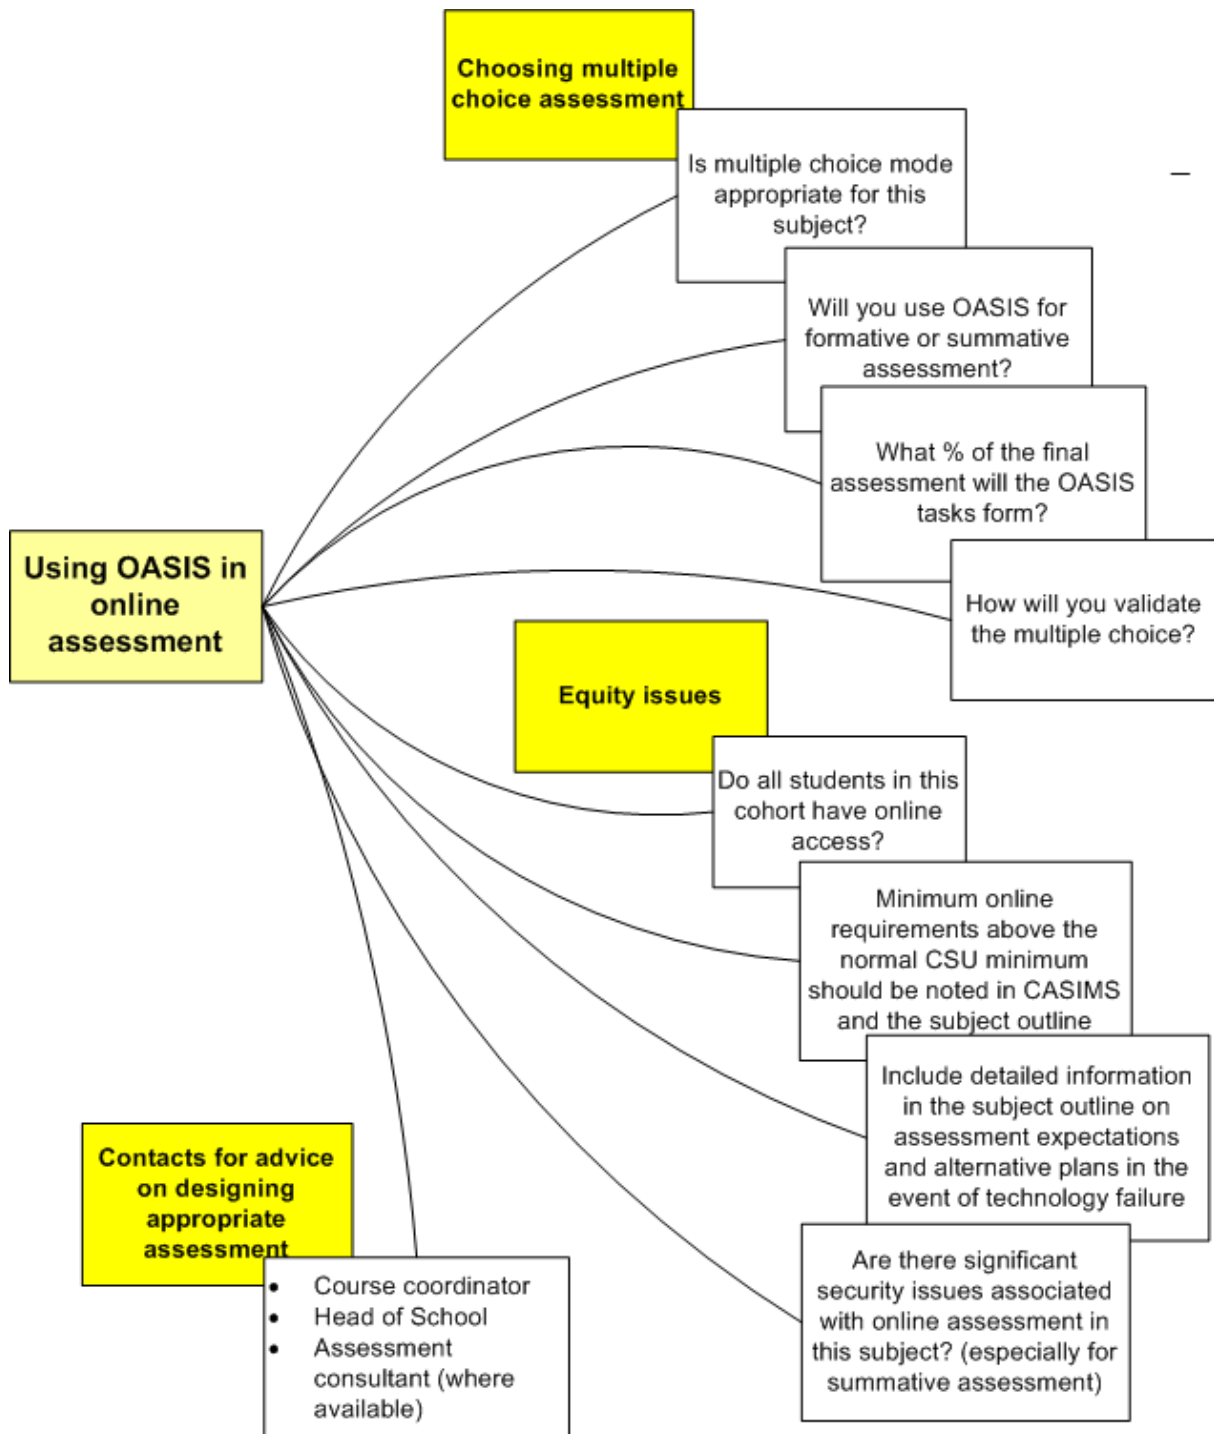 Choosing multiple
choice assessment
Is multiple choice mode
appropriate for this
subject?
Will you use OASIS for
formative or summative
assessment?
What % of the final
assessment will the OASIS
tasks form?
How will you validate
the multiple choice?
Using OASIS in
online
assessment
Equity issues
Do all students in this
cohort have online
access?
Minimum online
requirements above the
normal CSU minimum
should be noted in CASIMS
and the subject outline
Include detailed information
in the subject outline on
assessment expectations
and alternative plans in the
event of technology failure
Are there significant
security issues associated
with online assessment in
this subject? (especially for
summative assessment)
Contacts for advice
on designing
appropriate
assessment
• Course coordinator
• Head of School
• Assessment
consultant (where
available)